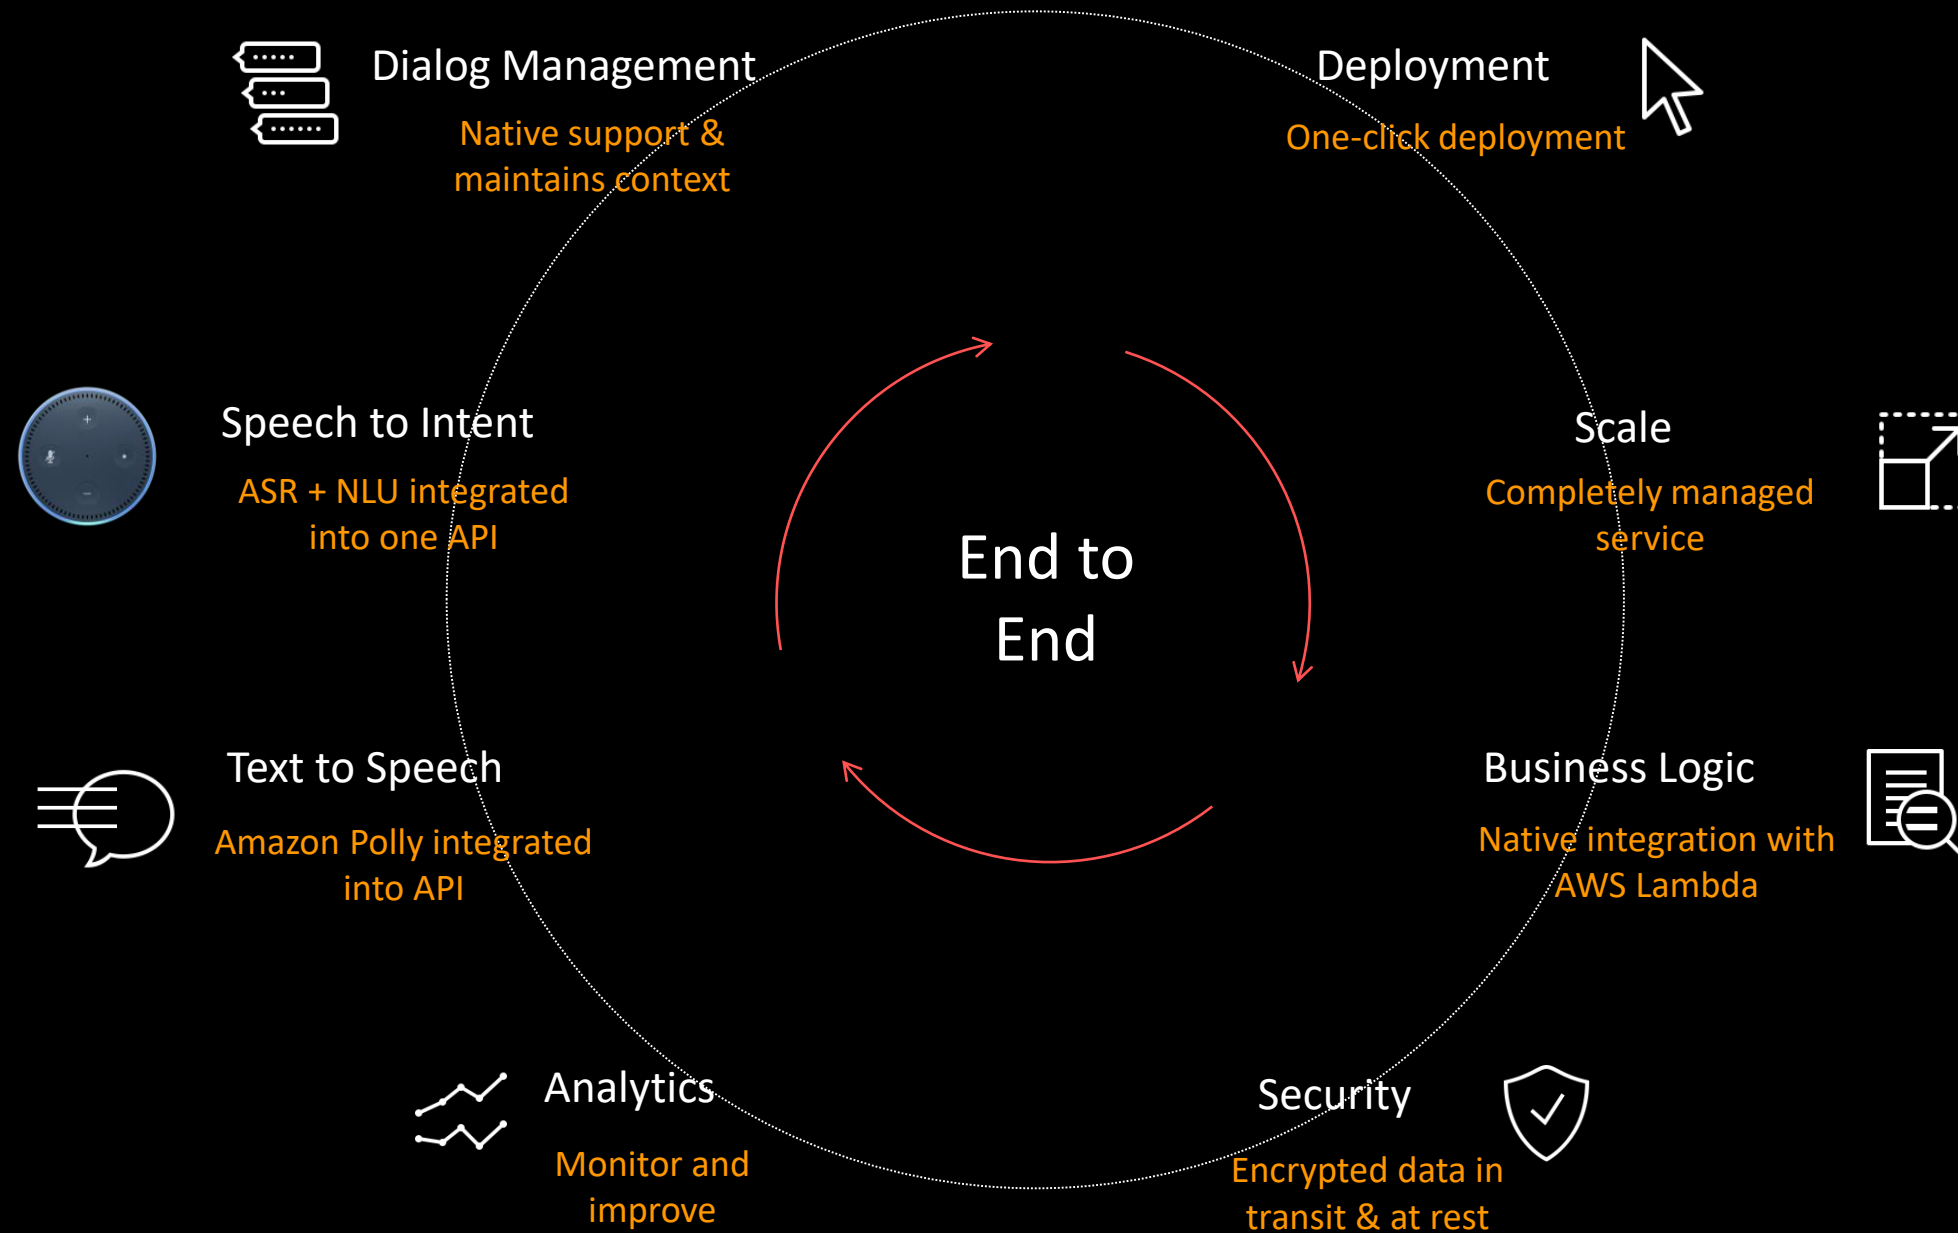 Dialog Management
Native support &
maintains context
Deployment
One-click deployment
Speech to Intent
ASR + NLU integrated
into one API
Scale
Completely managed
service
End to
End
Text to Speech
Amazon Polly integrated
into API
Business Logic
Native integration with
AWS Lambda
Analytics
Monitor and
improve
Security
Encrypted data in
transit & at rest